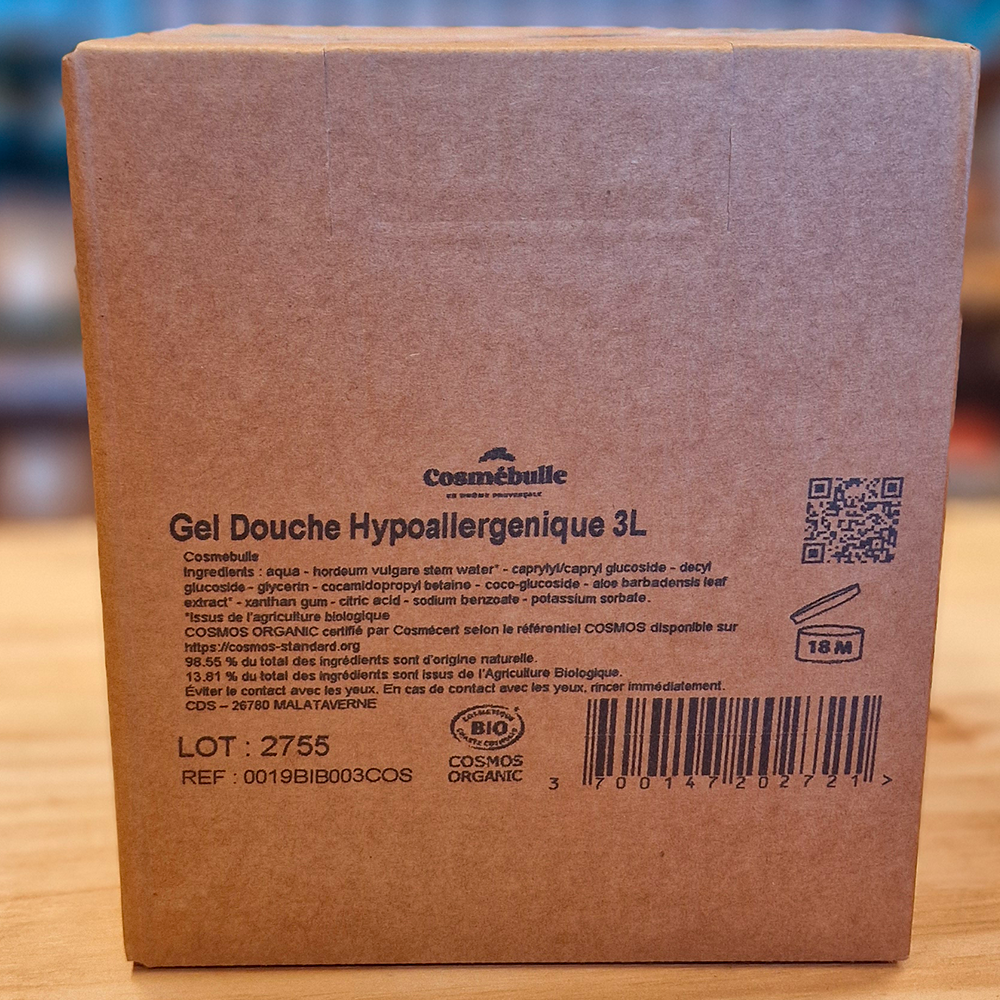 Cosmébulle
EN DRÔME PROVENÇALE
Gel Douche Hypoallergenique 3L
Cosmebulle
Ingredients : aqua - hordeum vulgare stem water* - caprylyl/capryl glucoside - decyl
glucoside - glycerin - cocamidopropyl betaine - coco-glucoside - aloe barbadensis leaf
extract* - xanthan gum - citric acid - sodium benzoate - potassium sorbate.
*Issus de l'agriculture biologique
COSMOS ORGANIC certifié par Cosmécert selon le référentiel COSMOS disponible sur
https://cosmos-standard.org
98.55 % du total des ingrédients sont d'origine naturelle.
13.81 % du total des ingrédients sont issus de l'Agriculture Biologique.
Éviter le contact avec les yeux. En cas de contact avec les yeux, rincer immédiatement.
CDS – 26780 MALATAVERNE
18 M
LOT : 2755
REF : 0019BIB003COS
COSMETIQUE
BIO
COSMOS
ORGANIC
3 700147 202721 >